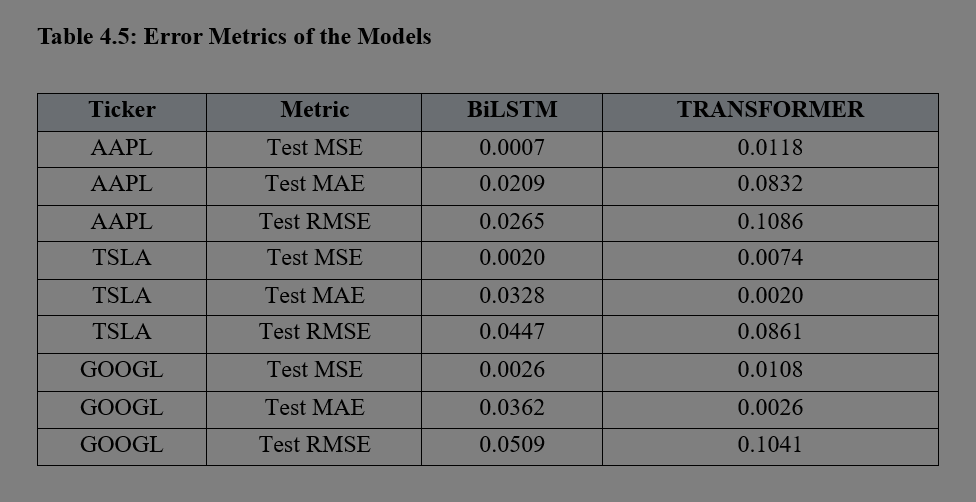 Table 4.5: Error Metrics of the Models
Ticker Metric BiLSTM TRANSFORMER
AAPL Test MSE 0.0007 0.0118
AAPL Test MAE 0.0209 0.0832
AAPL Test RMSE 0.0265 0.1086
TSLA Test MSE 0.0020 0.0074
TSLA Test MAE 0.0328 0.0020
TSLA Test RMSE 0.0447 0.0861
GOOGL Test MSE 0.0026 0.0108
GOOGL Test MAE 0.0362 0.0026
GOOGL Test RMSE 0.0509 0.1041